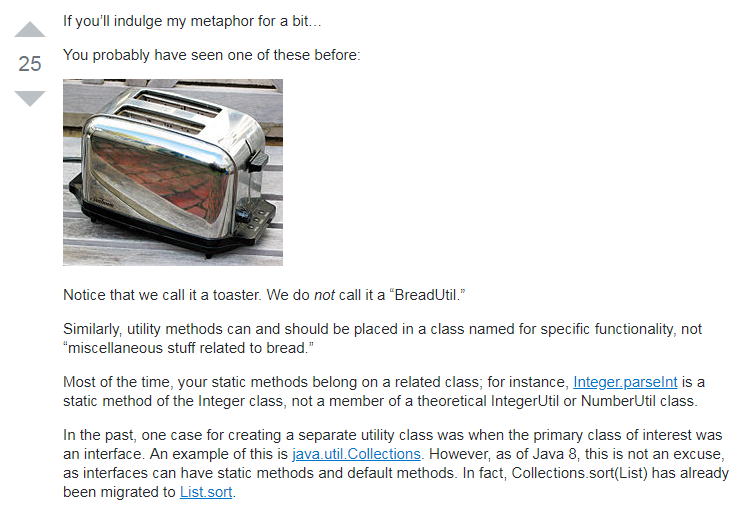 If you’ll indulge my metaphor for a bit…
25
You probably have seen one of these before:
Notice that we call it a toaster. We do not call it a “BreadUtil.”
Similarly, utility methods can and should be placed in a class named for specific functionality, not
“miscellaneous stuff related to bread.”
Most of the time, your static methods belong on a related class; for instance, Integer.parseInt is a
static method of the Integer class, not a member of a theoretical IntegerUtil or NumberUtil class.
In the past, one case for creating a separate utility class was when the primary class of interest was
an interface. An example of this is java.util.Collections. However, as of Java 8, this is not an excuse,
as interfaces can have static methods and default methods. In fact, Collections.sort(List) has already
been migrated to List.sort.